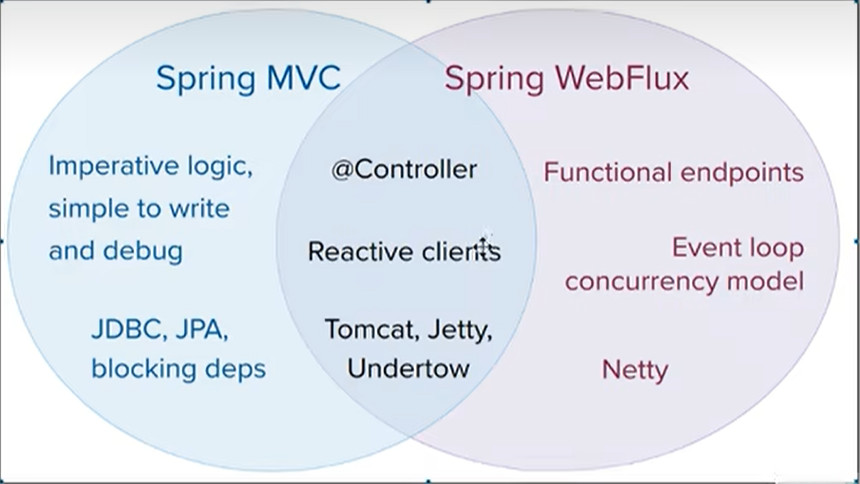 Spring MVC
Spring WebFlux
Imperative logic,
simple to write
and debug
JDBC, JPA,
blocking deps
@Controller
Reactive clients
Tomcat, Jetty,
Undertow
Functional endpoints
Event loop
concurrency model
Netty